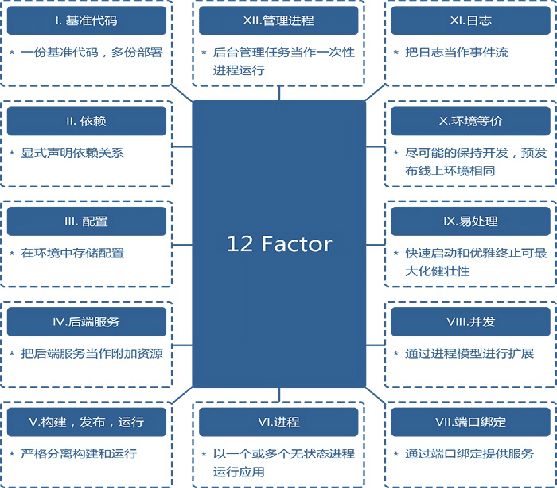 I. 基准代码
* 一份基准代码，多份部署
XII.管理进程
* 后台管理任务当作一次性
进程运行
XI.日志
* 把日志当作事件流
II. 依赖
* 显式声明依赖关系
X.环境等价
* 尽可能的保持开发，预发
布线上环境相同
III. 配置
* 在环境中存储配置
12 Factor
IX.易处理
* 快速启动和优雅终止可最
大化健壮性
IV.后端服务
* 把后端服务当作附加资源
VIII.并发
* 通过进程模型进行扩展
V.构建，发布，运行
* 严格分离构建和运行
VI.进程
* 以一个或多个无状态进程
运行应用
VII.端口绑定
* 通过端口绑定提供服务